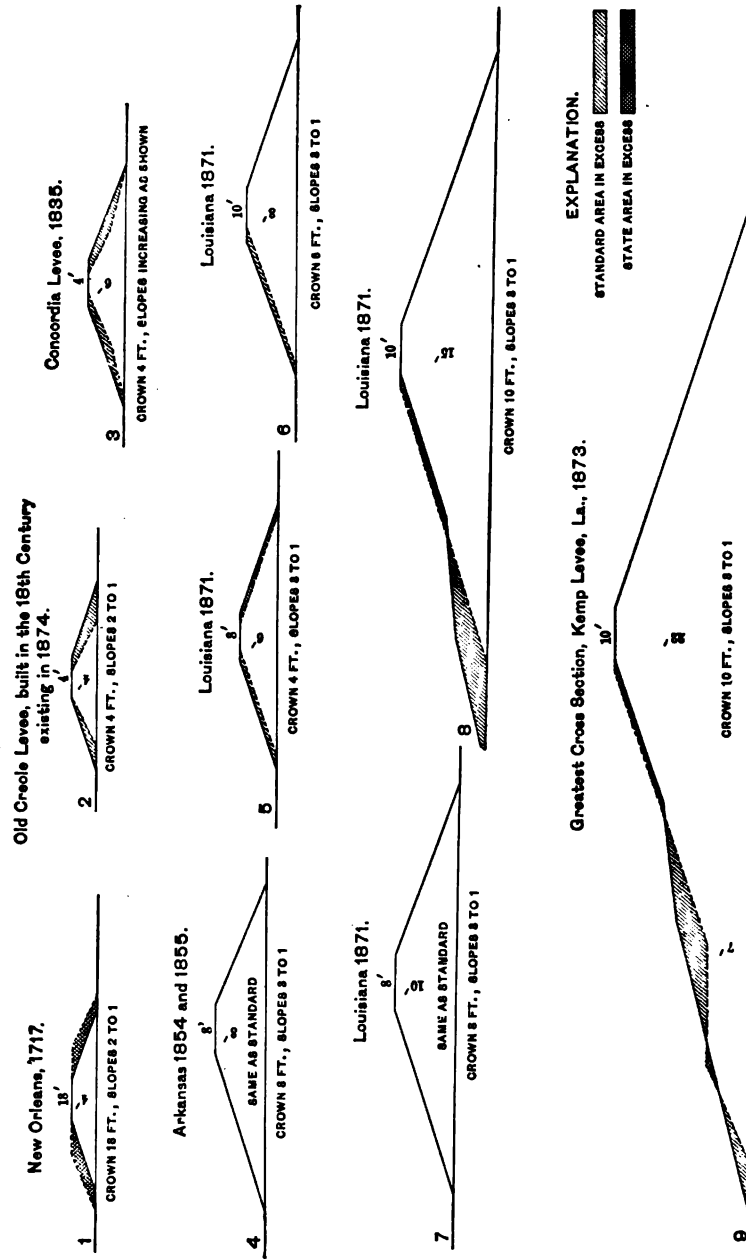 New Orleans, 1717.
18'
4'
1
CROWN 18 FT., SLOPES 2 TO 1
Old Creole Levee, built in the 18th Century
existing in 1874.
4'
4'
2
CROWN 4 FT., SLOPES 2 TO 1
Concordia Levee, 1835.
4'
6'
3
CROWN 4 FT., SLOPES INCREASING AS SHOWN
Arkansas 1854 and 1855.
8'
8'
SAME AS STANDARD
4
CROWN 8 FT., SLOPES 3 TO 1
Louisiana 1871.
8'
6'
5
CROWN 4 FT., SLOPES 3 TO 1
Louisiana 1871.
10'
8'
6
CROWN 8 FT., SLOPES 3 TO 1
Louisiana 1871.
8'
10'
SAME AS STANDARD
7
CROWN 8 FT., SLOPES 3 TO 1
Louisiana 1871.
10'
15'
8
CROWN 10 FT., SLOPES 3 TO 1
Greatest Cross Section, Kemp Levee, La., 1873.
10'
7'
9
CROWN 10 FT., SLOPES 3 TO 1
EXPLANATION.
STANDARD AREA IN EXCESS
STATE AREA IN EXCESS